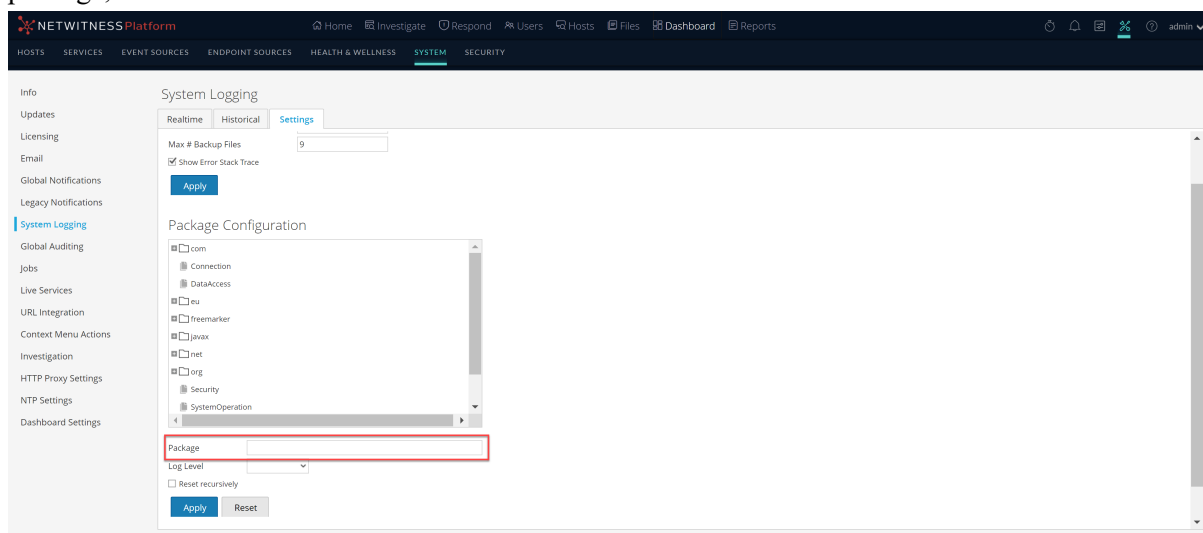 NETWITNESS Platform
Home Investigate Respond Users Hosts Files Dashboard Reports
admin
HOSTS SERVICES EVENT SOURCES ENDPOINT SOURCES HEALTH & WELLNESS SYSTEM SECURITY
Info
Updates
Licensing
Email
Global Notifications
Legacy Notifications
System Logging
Global Auditing
Jobs
Live Services
URL Integration
Context Menu Actions
Investigation
HTTP Proxy Settings
NTP Settings
Dashboard Settings
System Logging
Realtime Historical Settings
Max # Backup Files 9
Show Error Stack Trace
Apply
Package Configuration
com
Connection
DataAccess
eu
freemarker
javax
net
org
Security
SystemOperation
Package
Log Level
Reset recursively
Apply Reset